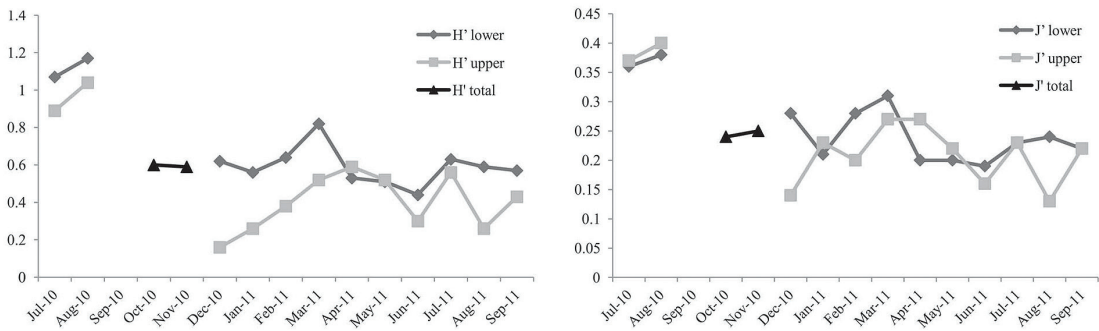 1.4
1.2
1
0.8
0.6
0.4
0.2
0
H’ lower
H’ upper
H' total
Jul-10
Aug-10
Sep-10
Oct-10
Nov-10
Dec-10
Jan-11
Feb-11
Mar-11
Apr-11
May-11
Jun-11
Jul-11
Aug-11
Sep-11
0.45
0.4
0.35
0.3
0.25
0.2
0.15
0.1
0.05
0
J’ lower
J’ upper
J' total
Jul-10
Aug-10
Sep-10
Oct-10
Nov-10
Dec-10
Jan-11
Feb-11
Mar-11
Apr-11
May-11
Jun-11
Jul-11
Aug-11
Sep-11